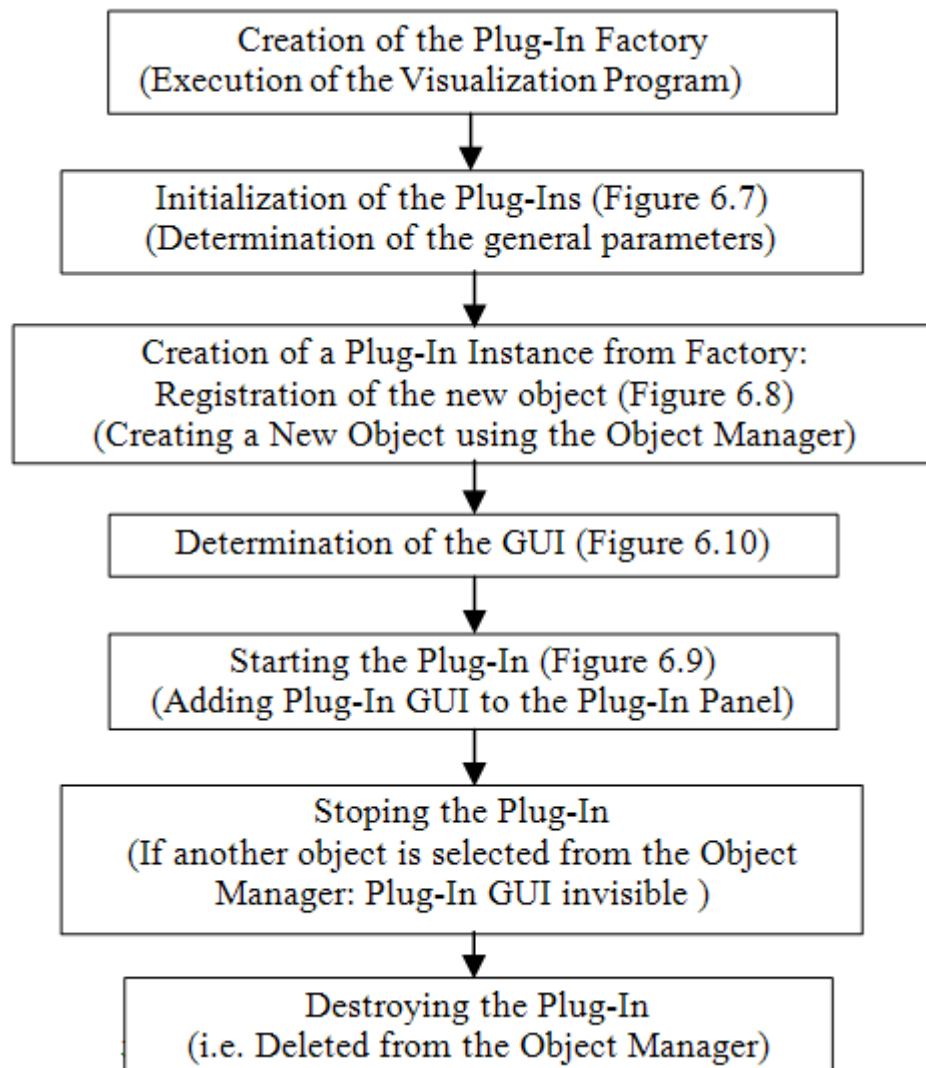 Creation of the Plug-In Factory
(Execution of the Visualization Program)
Initialization of the Plug-Ins (Figure 6.7)
(Determination of the general parameters)
Creation of a Plug-In Instance from Factory:
Registration of the new object (Figure 6.8)
(Creating a New Object using the Object Manager)
Determination of the GUI (Figure 6.10)
Starting the Plug-In (Figure 6.9)
(Adding Plug-In GUI to the Plug-In Panel)
Stoping the Plug-In
(If another object is selected from the Object
Manager: Plug-In GUI invisible )
Destroying the Plug-In
(i.e. Deleted from the Object Manager)